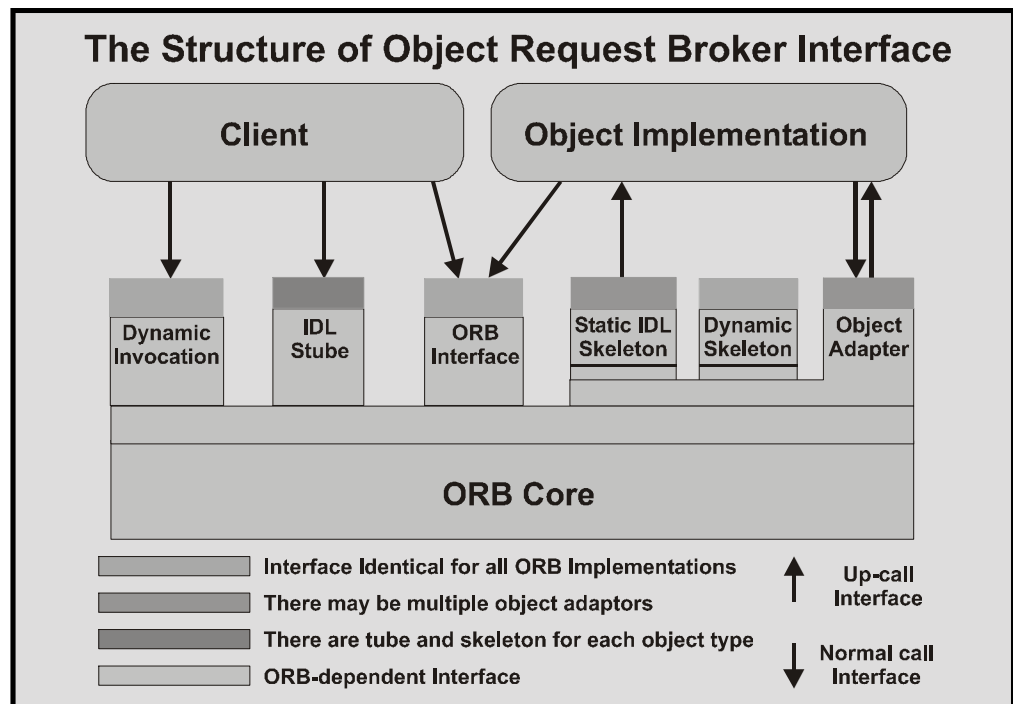 The Structure of Object Request Broker Interface
Client
Object Implementation
Dynamic
Invocation
IDL
Stube
ORB
Interface
Static IDL
Skeleton
Dynamic
Skeleton
Object
Adapter
ORB Core
Interface Identical for all ORB Implementations
There may be multiple object adaptors
There are tube and skeleton for each object type
ORB-dependent Interface
Up-call
Interface
Normal call
Interface